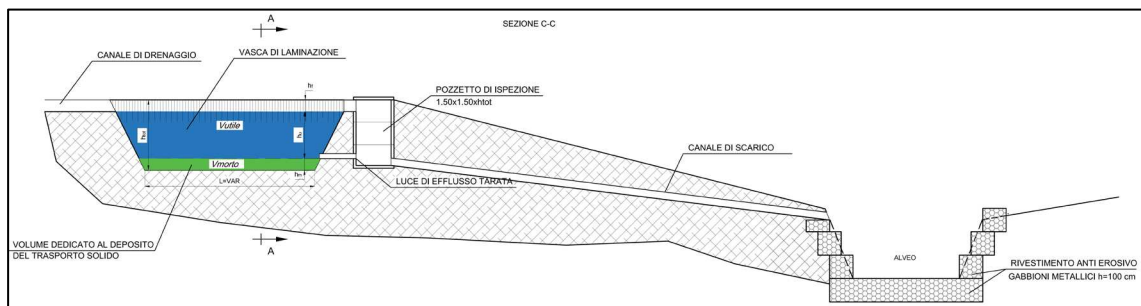 A
SEZIONE C-C
CANALE DI DRENAGGIO
VASCA DI LAMINAZIONE
hf
POZZETTO DI ISPEZIONE
1.50x1.50xhtot
Vutile
htot
hu
CANALE DI SCARICO
Vmorto
hm
L=VAR
LUCE DI EFFLUSSO TARATA
VOLUME DEDICATO AL DEPOSITO
DEL TRASPORTO SOLIDO
A
ALVEO
RIVESTIMENTO ANTI EROSIVO
GABBIONI METALLICI h=100 cm